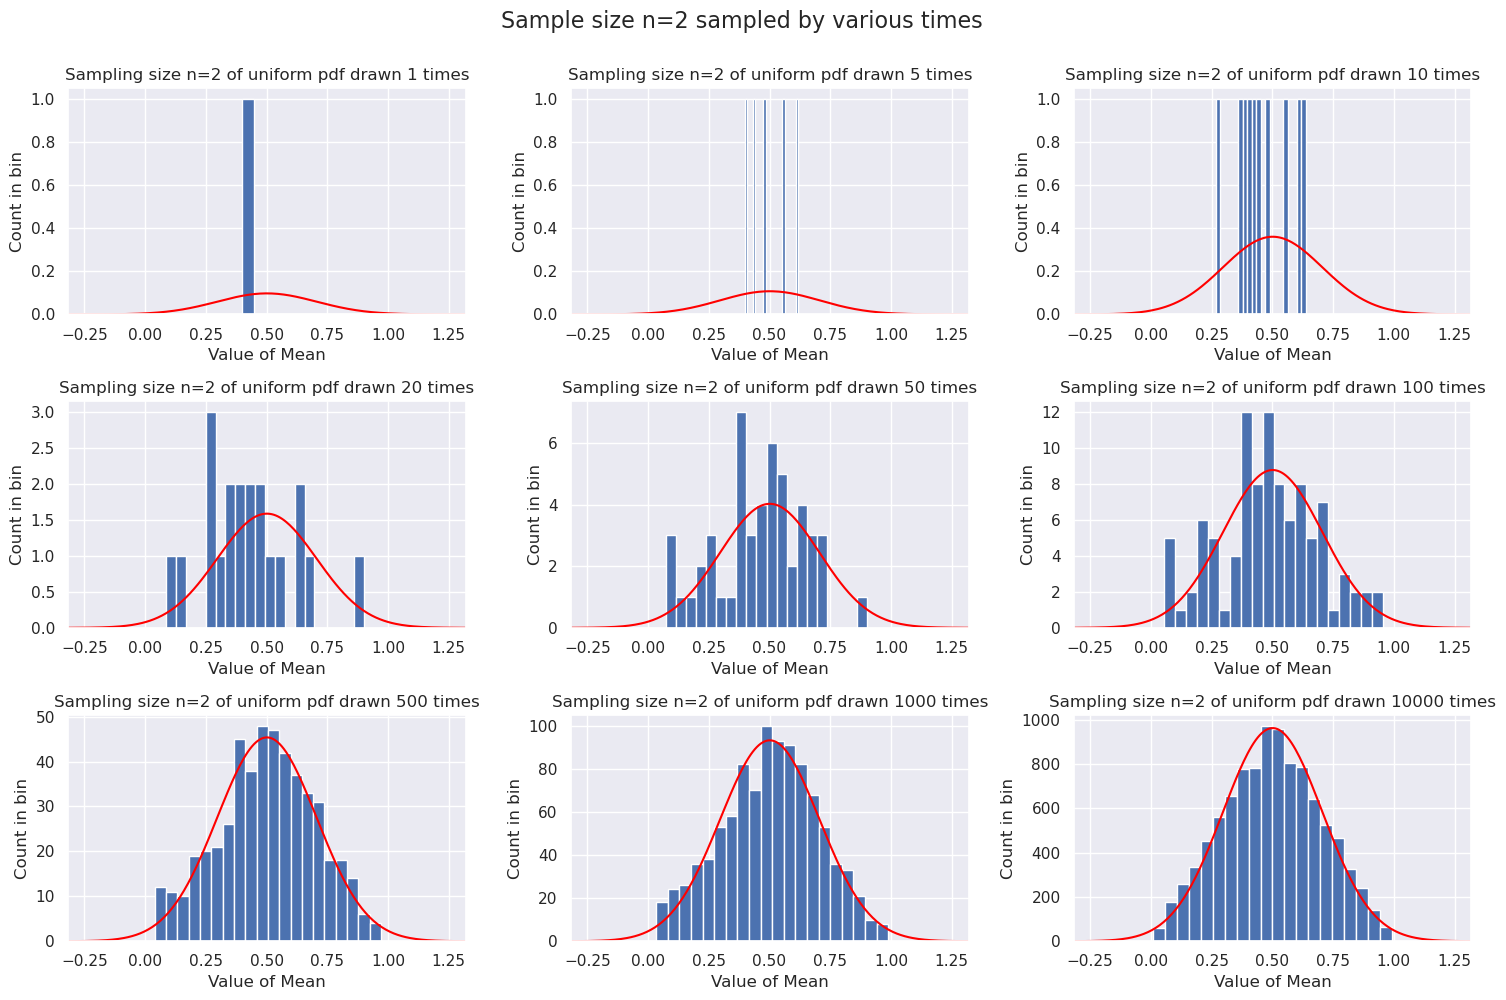 Sample size n=2 sampled by various times
Sampling size n=2 of uniform pdf drawn 1 times
Count in bin
1.0
0.8
0.6
0.4
0.2
0.0
−0.25 0.00 0.25 0.50 0.75 1.00 1.25
Value of Mean
Sampling size n=2 of uniform pdf drawn 5 times
Count in bin
1.0
0.8
0.6
0.4
0.2
0.0
−0.25 0.00 0.25 0.50 0.75 1.00 1.25
Value of Mean
Sampling size n=2 of uniform pdf drawn 10 times
Count in bin
1.0
0.8
0.6
0.4
0.2
0.0
−0.25 0.00 0.25 0.50 0.75 1.00 1.25
Value of Mean
Sampling size n=2 of uniform pdf drawn 20 times
Count in bin
3.0
2.5
2.0
1.5
1.0
0.5
0.0
−0.25 0.00 0.25 0.50 0.75 1.00 1.25
Value of Mean
Sampling size n=2 of uniform pdf drawn 50 times
Count in bin
6
4
2
0
−0.25 0.00 0.25 0.50 0.75 1.00 1.25
Value of Mean
Sampling size n=2 of uniform pdf drawn 100 times
Count in bin
12
10
8
6
4
2
0
−0.25 0.00 0.25 0.50 0.75 1.00 1.25
Value of Mean
Sampling size n=2 of uniform pdf drawn 500 times
Count in bin
50
40
30
20
10
0
−0.25 0.00 0.25 0.50 0.75 1.00 1.25
Value of Mean
Sampling size n=2 of uniform pdf drawn 1000 times
Count in bin
100
80
60
40
20
0
−0.25 0.00 0.25 0.50 0.75 1.00 1.25
Value of Mean
Sampling size n=2 of uniform pdf drawn 10000 times
Count in bin
1000
800
600
400
200
0
−0.25 0.00 0.25 0.50 0.75 1.00 1.25
Value of Mean